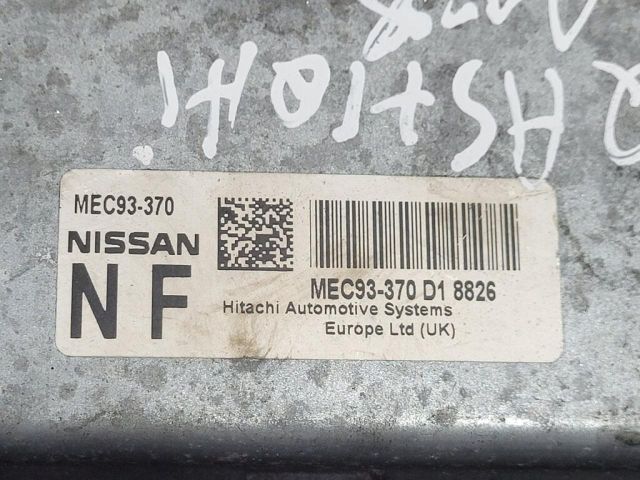 MEC93-370
NISSAN
N F
MEC93-370 D1 8826
Hitachi Automotive Systems
Europe Ltd (UK)